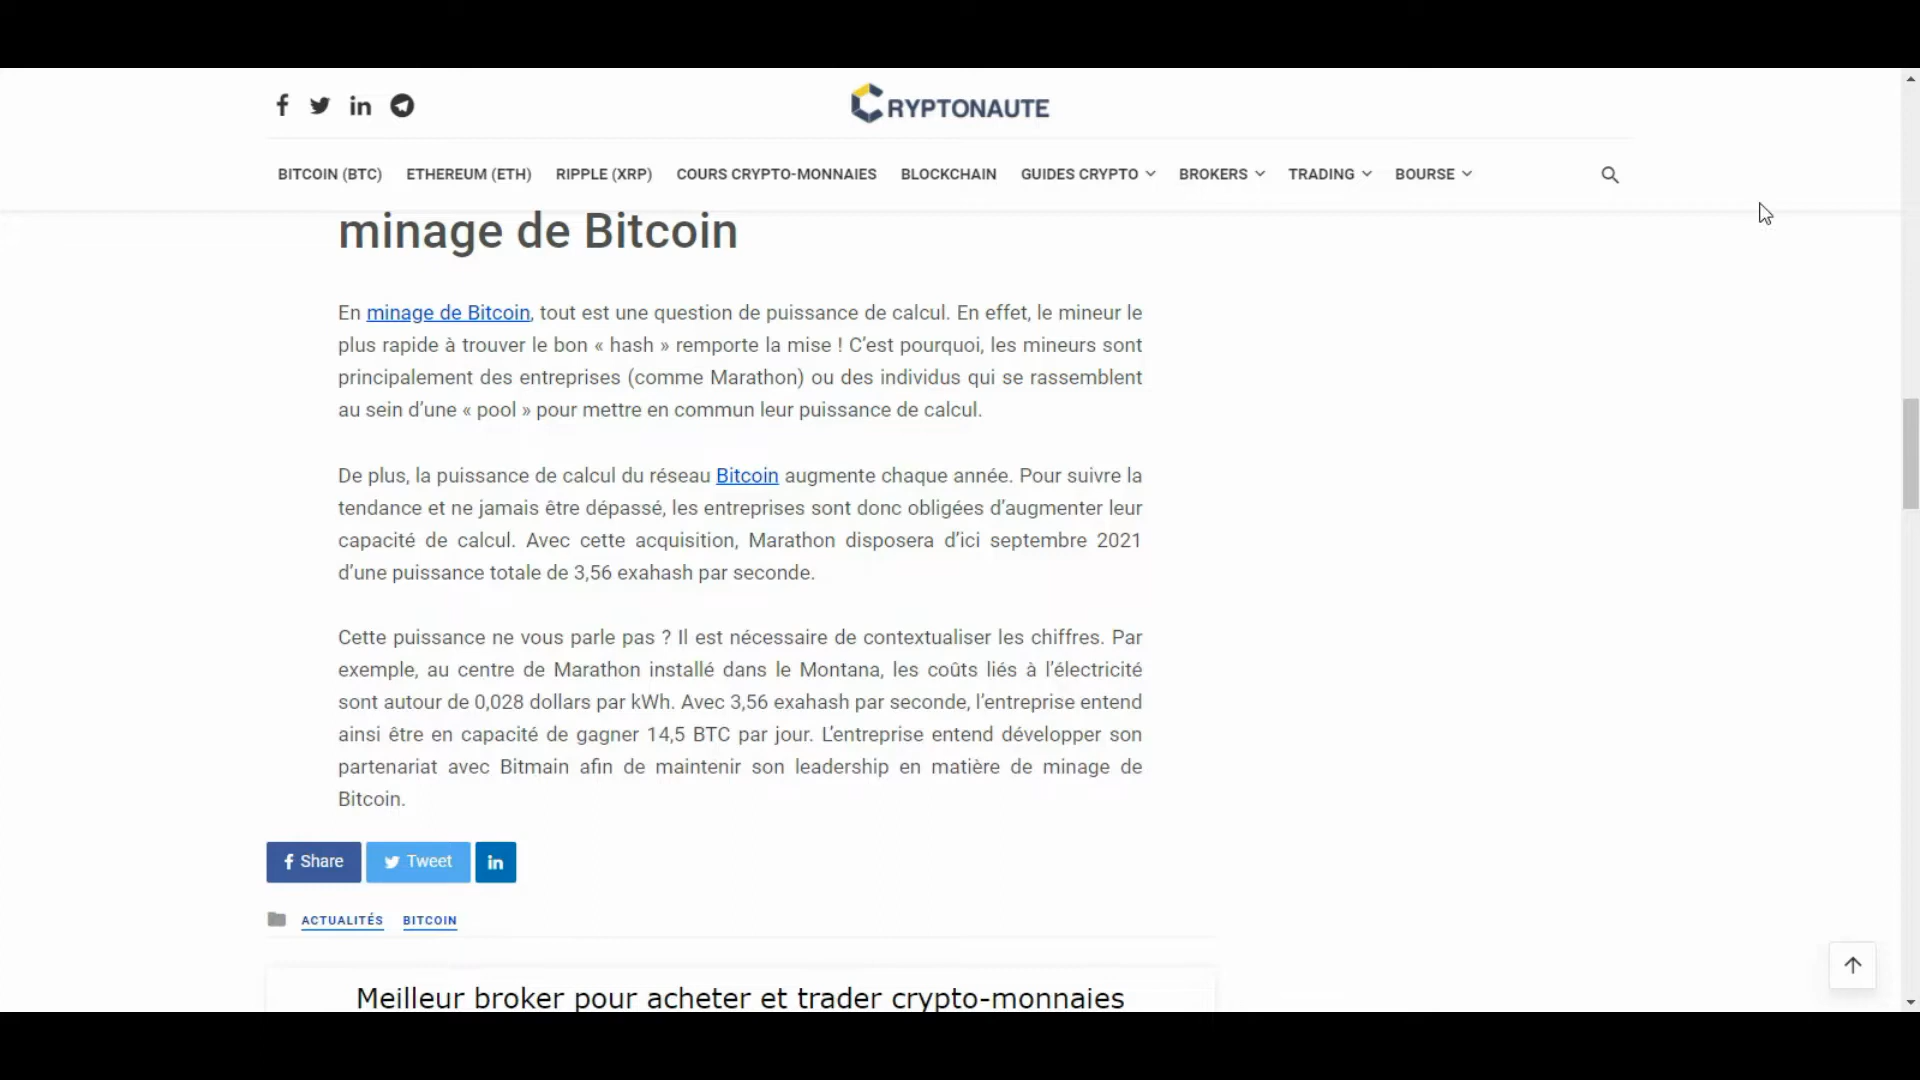 CRYPTONAUTE
BITCOIN (BTC) ETHEREUM (ETH) RIPPLE (XRP) COURS CRYPTO-MONNAIES BLOCKCHAIN GUIDES CRYPTO BROKERS TRADING BOURSE
minage de Bitcoin
En minage de Bitcoin, tout est une question de puissance de calcul. En effet, le mineur le
plus rapide à trouver le bon « hash » remporte la mise ! C’est pourquoi, les mineurs sont
principalement des entreprises (comme Marathon) ou des individus qui se rassemblent
au sein d’une « pool » pour mettre en commun leur puissance de calcul.
De plus, la puissance de calcul du réseau Bitcoin augmente chaque année. Pour suivre la
tendance et ne jamais être dépassé, les entreprises sont donc obligées d’augmenter leur
capacité de calcul. Avec cette acquisition, Marathon disposera d’ici septembre 2021
d’une puissance totale de 3,56 exahash par seconde.
Cette puissance ne vous parle pas ? Il est nécessaire de contextualiser les chiffres. Par
exemple, au centre de Marathon installé dans le Montana, les coûts liés à l’électricité
sont autour de 0,028 dollars par kWh. Avec 3,56 exahash par seconde, l’entreprise entend
ainsi être en capacité de gagner 14,5 BTC par jour. L’entreprise entend développer son
partenariat avec Bitmain afin de maintenir son leadership en matière de minage de
Bitcoin.
Share Tweet
ACTUALITÉS BITCOIN
Meilleur broker pour acheter et trader crypto-monnaies